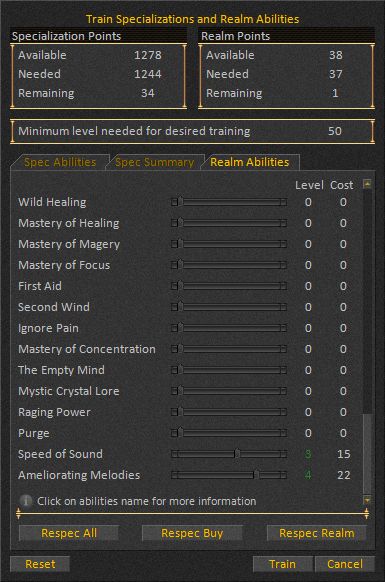 Train Specializations and Realm Abilities
Specialization Points Realm Points
Available 1278 Available 38
Needed 1244 Needed 37
Remaining 34 Remaining 1
Minimum level needed for desired training 50
Spec Abilities Spec Summary Realm Abilities
Level Cost
Wild Healing 0 0
Mastery of Healing 0 0
Mastery of Magery 0 0
Mastery of Focus 0 0
First Aid 0 0
Second Wind 0 0
Ignore Pain 0 0
Mastery of Concentration 0 0
The Empty Mind 0 0
Mystic Crystal Lore 0 0
Raging Power 0 0
Purge 0 0
Speed of Sound 3 15
Ameliorating Melodies 4 22
i Click on abilities name for more information
Respec All Respec Buy Respec Realm
Reset Train Cancel